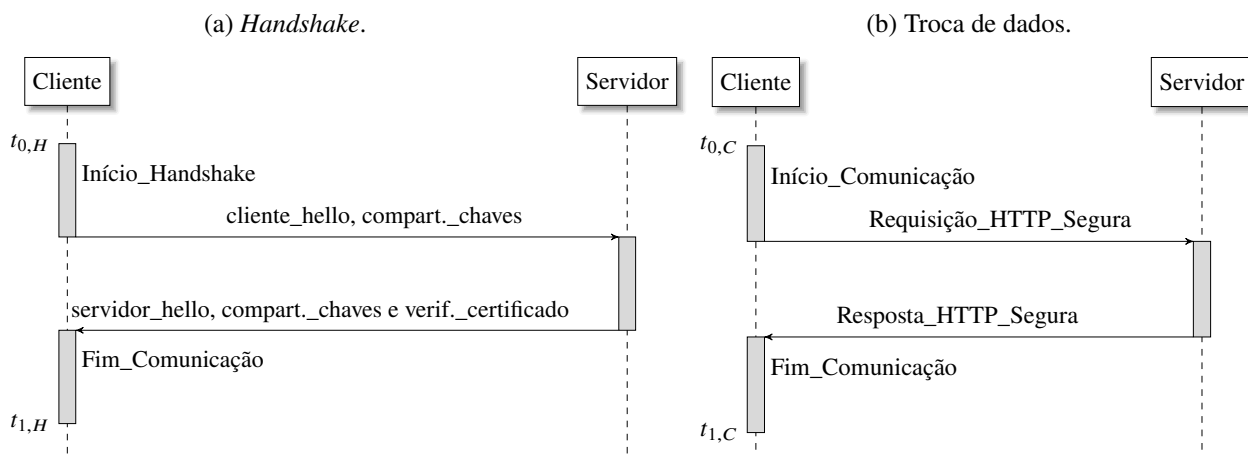 (a) Handshake.
Cliente
Servidor
t0,H
Início_Handshake
cliente_hello, compart._chaves
servidor_hello, compart._chaves e verif._certificado
Fim_Comunicação
t1,H
(b) Troca de dados.
Cliente
Servidor
t0,C
Início_Comunicação
Requisição_HTTP_Segura
Resposta_HTTP_Segura
Fim_Comunicação
t1,C